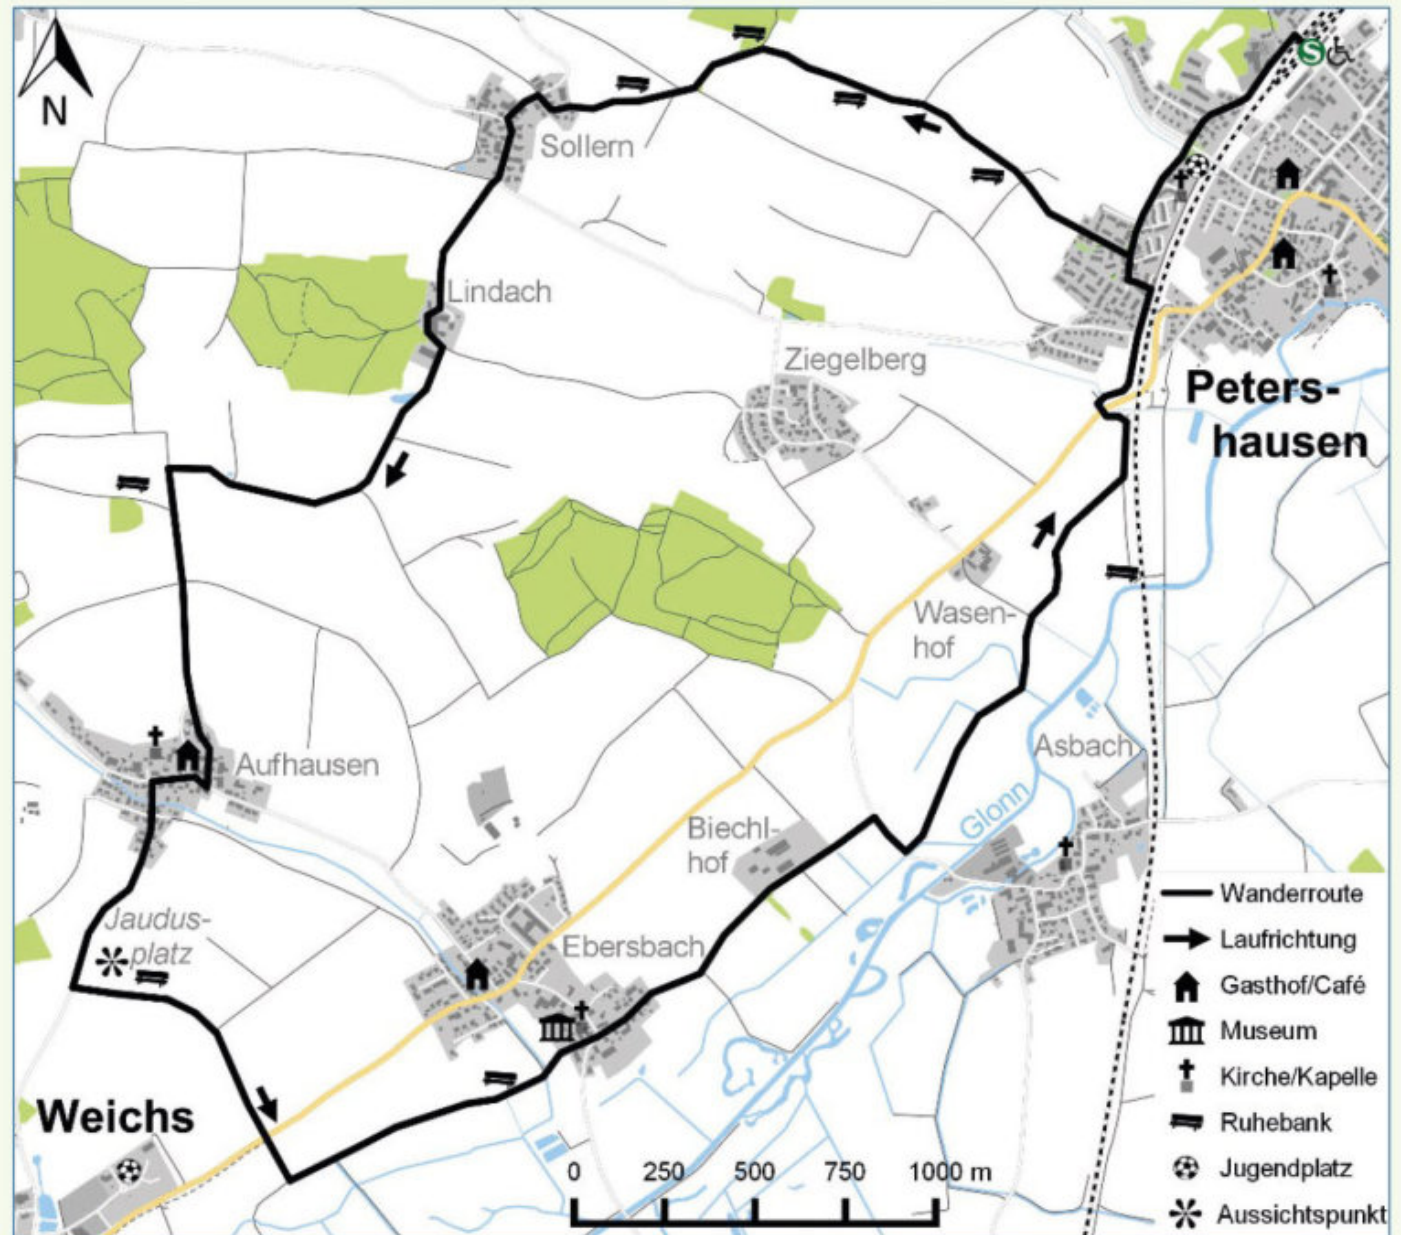 S
N
Sollern
Lindach
Ziegelberg
Peters-
hausen
Wasen-
hof
Asbach
Aufhausen
Glonn
Biechl-
hof
Jaudus-
platz
Ebersbach
Weichs
Wanderroute
Laufrichtung
Gasthof/Café
Museum
Kirche/Kapelle
Ruhebank
Jugendplatz
Aussichtspunkt
0 250 500 750 1000 m